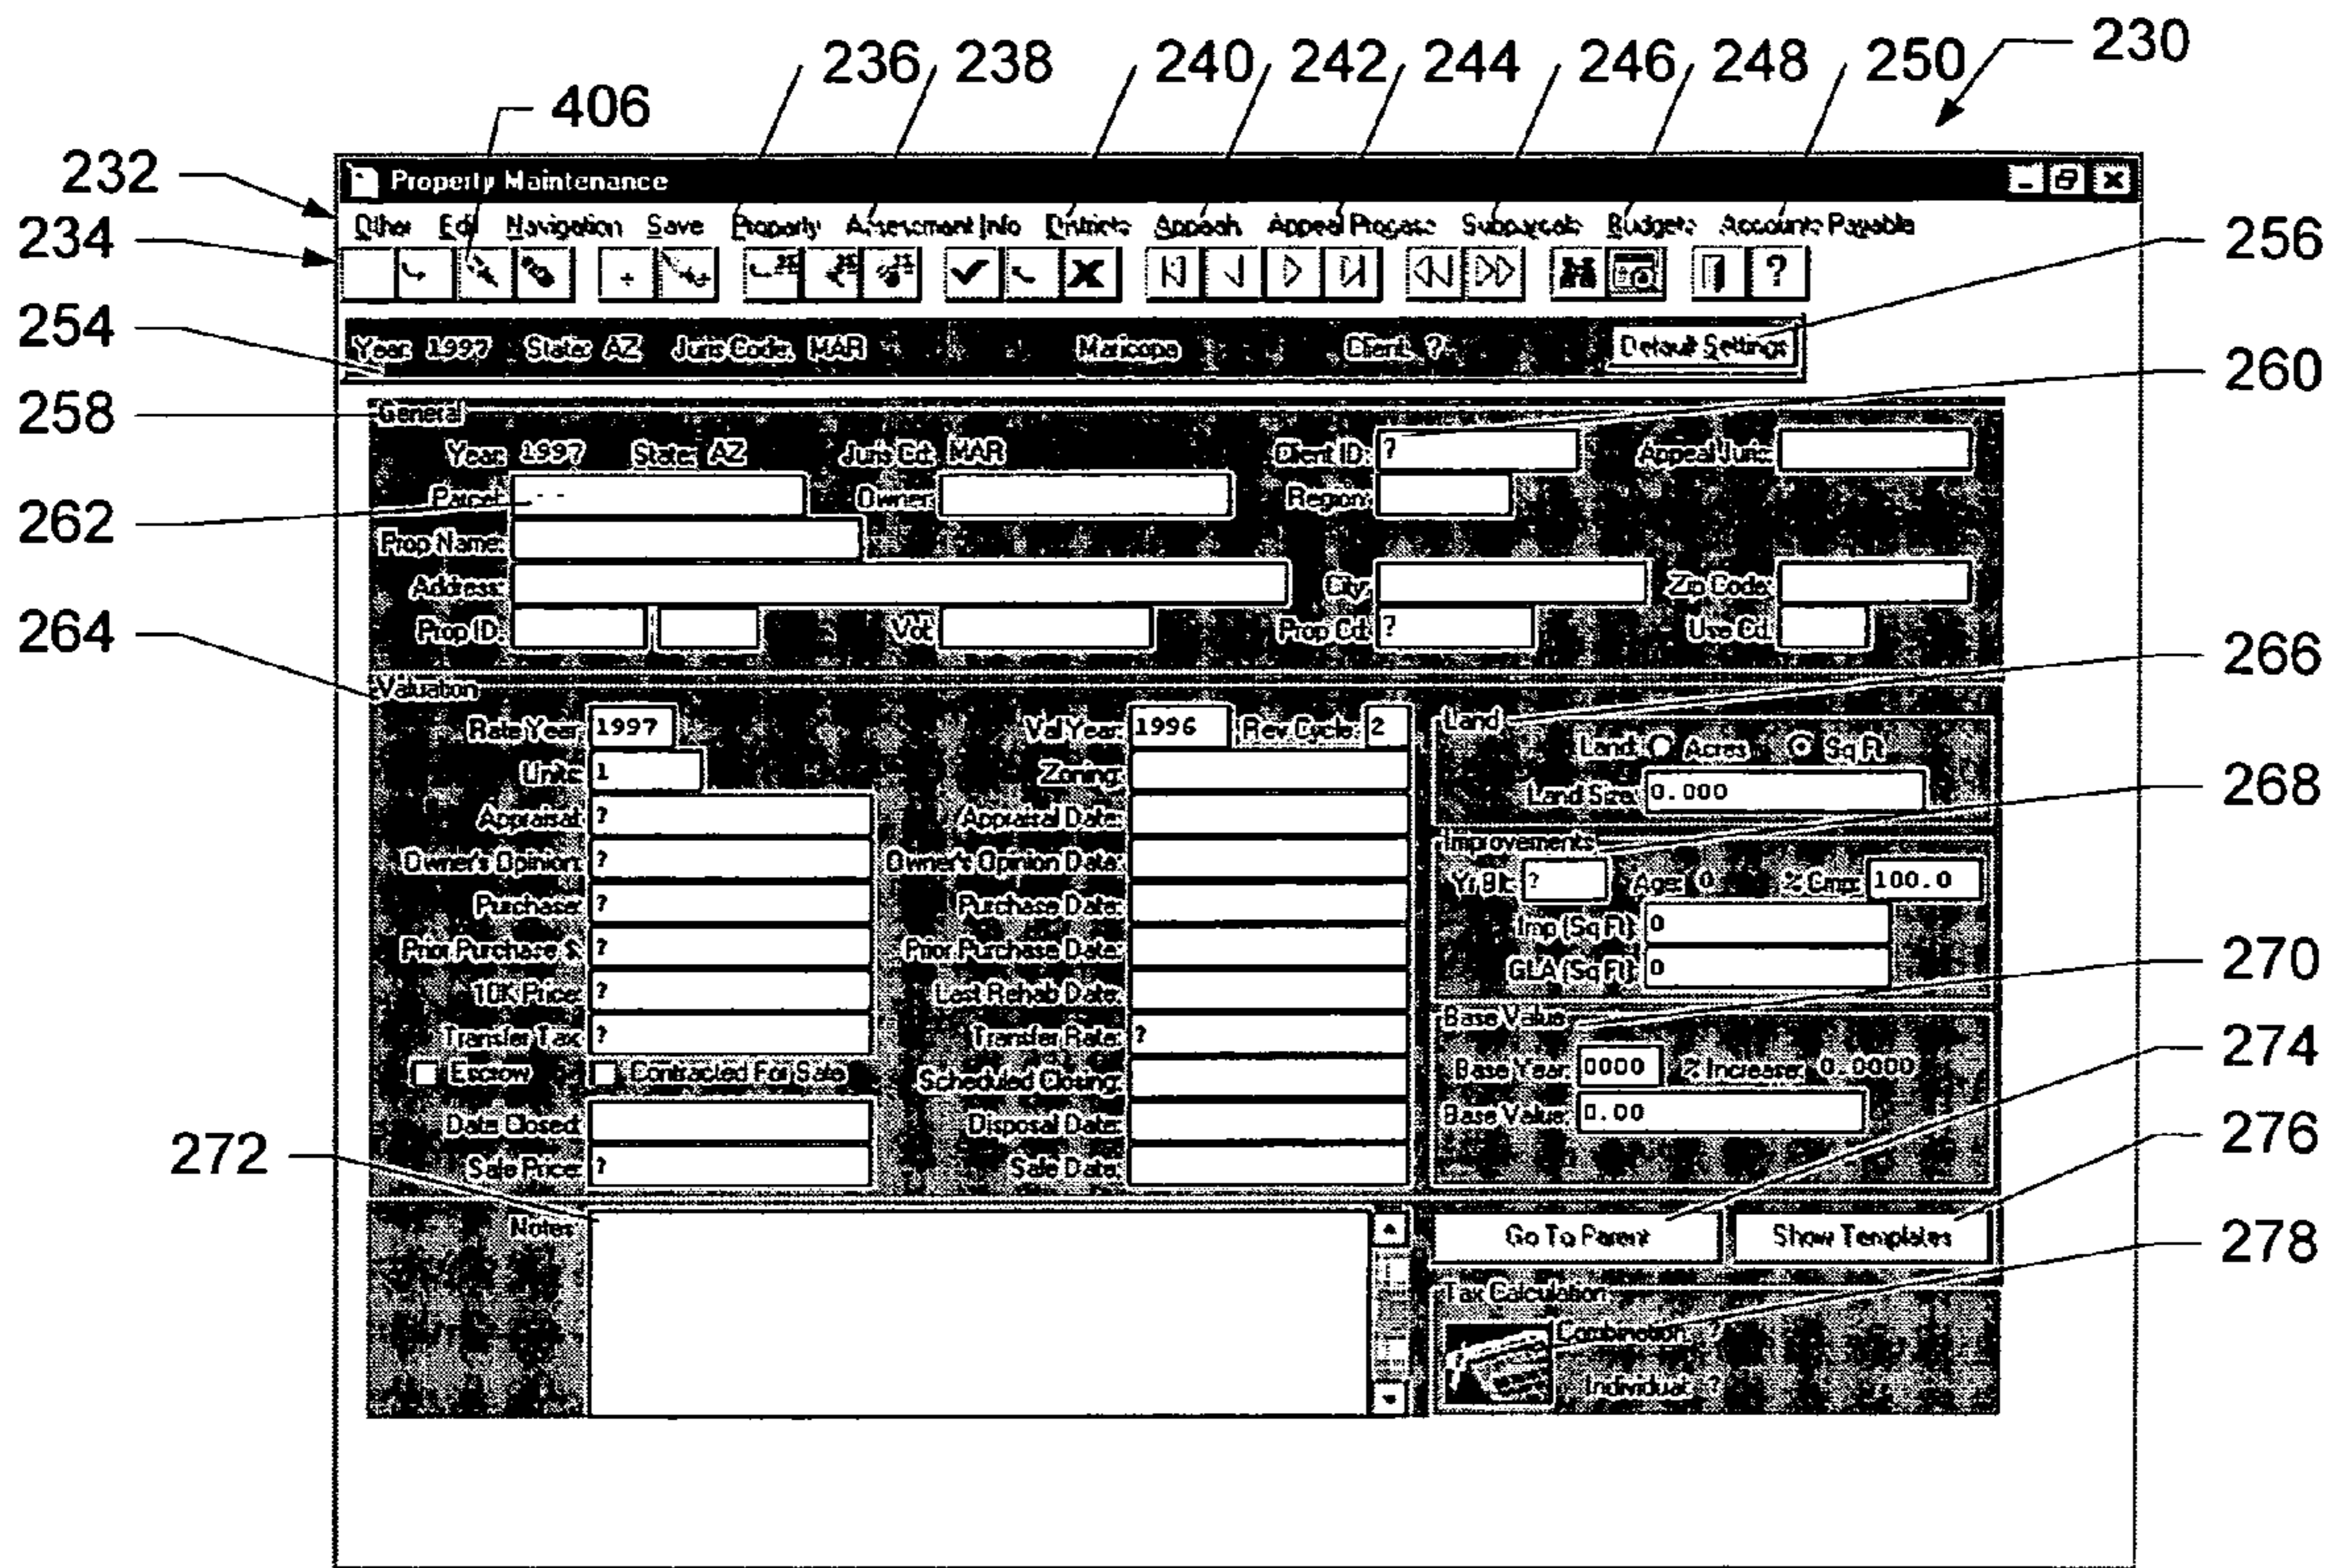 236 238 240 242 244 246 248 250 230
406
232
Property Maintenance
Other Edit Navigation Save Property Assessment Info Districts Appeals Appeal Process Subparcels Budgets Accounts Payable
234
?
256
254
Year: 1997 State: AZ Juris Code: MAR Maricopa Client: ? Default Settings
260
258
General
Year: 1997 State: AZ Juris Cd: MAR Client ID: ? Appeal Juris:
Parcel: - - Owner: Region:
262
Prop Name:
Address: City: Zip Code:
264
Prop ID: Vol: Prop Cd: ? Use Cd:
266
Valuation
Rate Year: 1997 Val Year: 1996 Rev Cycle: 2 Land
Land: Acres Sq Ft
Units: 1 Zoning:
268
Land Size: 0.000
Appraisal: ? Appraisal Date:
Improvements
Owner's Opinion: ? Owner's Opinion Date:
Yr Blt: ? Age: 0 % Cmp: 100.0
Purchase: ? Purchase Date:
Imp (Sq Ft): 0
Prior Purchase $: ? Prior Purchase Date:
270
GLA (Sq Ft): 0
10K Price: ? Last Rehab Date:
Base Value
Transfer Tax: ? Transfer Rate: ?
274
Escrow Contracted For Sale Scheduled Closing:
Base Year: 0000 % Increase: 0.0000
Date Closed: Disposal Date:
Base Value: 0.00
276
272
Sale Price: ? Sale Date:
Notes:
Go To Parent Show Templates
278
Tax Calculation
Combination: ?
Individual: ?